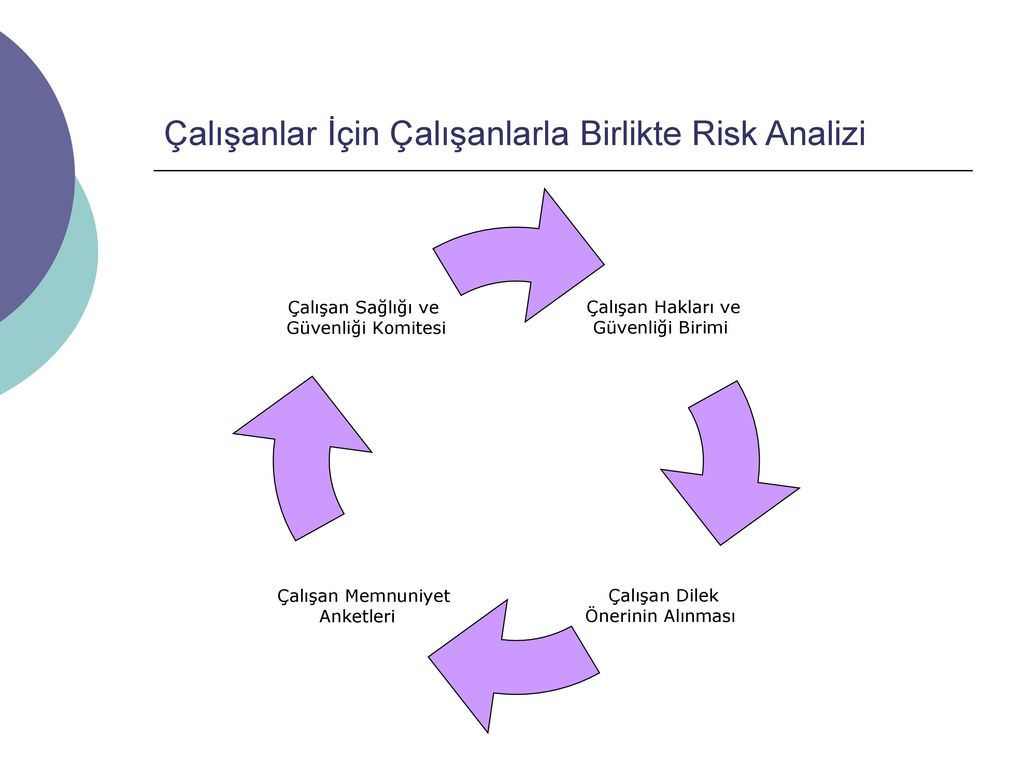 Çalışanlar İçin Çalışanlarla Birlikte Risk Analizi
Çalışan Sağlığı ve
Güvenliği Komitesi
Çalışan Hakları ve
Güvenliği Birimi
Çalışan Memnuniyet
Anketleri
Çalışan Dilek
Önerinin Alınması